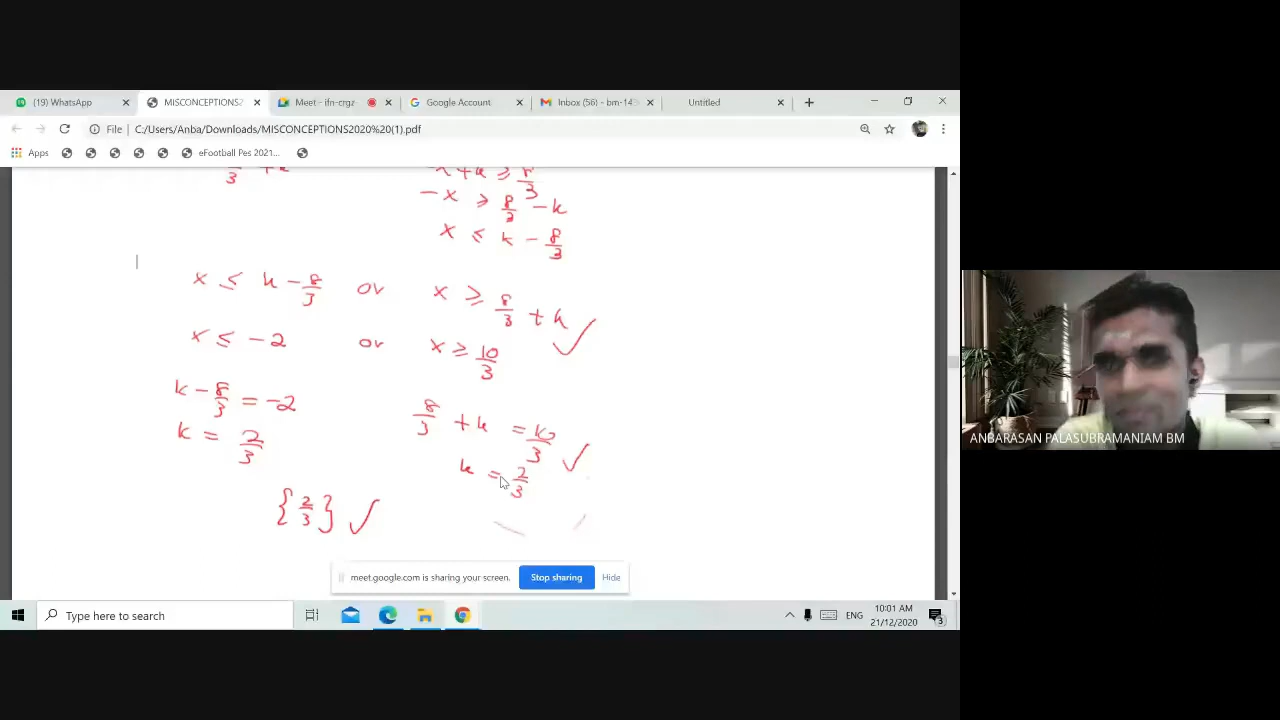 (19) WhatsApp
MISCONCEPTIONS2
Meet - ifn-crgz-
Google Account
Inbox (56) - bm-14
Untitled
File C:/Users/Anba/Downloads/MISCONCEPTIONS2020%20(1).pdf
Apps
eFootball Pes 2021...
-x + k ≥ 8/3
-x ≥ 8/3 - k
x ≤ k - 8/3
x ≤ k - 8/3 or x ≥ 8/3 + k
x ≤ -2 or x ≥ 10/3
k - 8/3 = -2
8/3 + k = 10/3
k = 2/3
k = 2/3
{2/3}
ANBARASAN PALASUBRAMANIAM BM
meet.google.com is sharing your screen.
Stop sharing
Hide
Type here to search
ENG
10:01 AM
21/12/2020
3